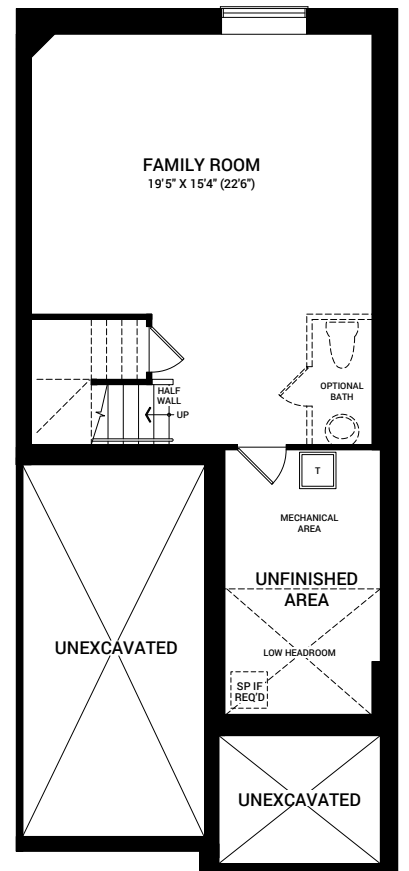 FAMILY ROOM
19'5" X 15'4" (22'6")
OPTIONAL
BATH
HALF
WALL
UP
T
MECHANICAL
AREA
UNFINISHED
AREA
UNEXCAVATED
LOW HEADROOM
SP IF
REQ'D
UNEXCAVATED